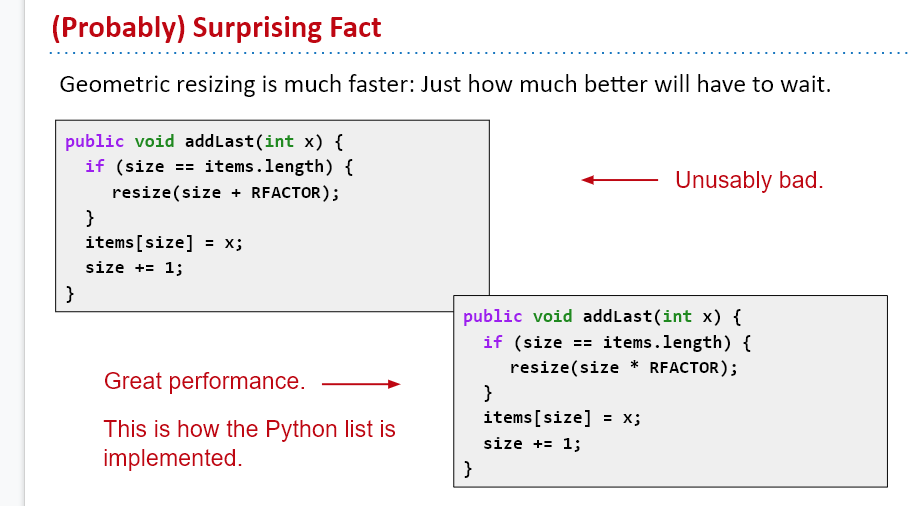 (Probably) Surprising Fact
Geometric resizing is much faster: Just how much better will have to wait.
public void addLast(int x) {
  if (size == items.length) {
    resize(size + RFACTOR);
  }
  items[size] = x;
  size += 1;
}
Unusably bad.
public void addLast(int x) {
  if (size == items.length) {
    resize(size * RFACTOR);
  }
  items[size] = x;
  size += 1;
}
Great performance.
This is how the Python list is
implemented.